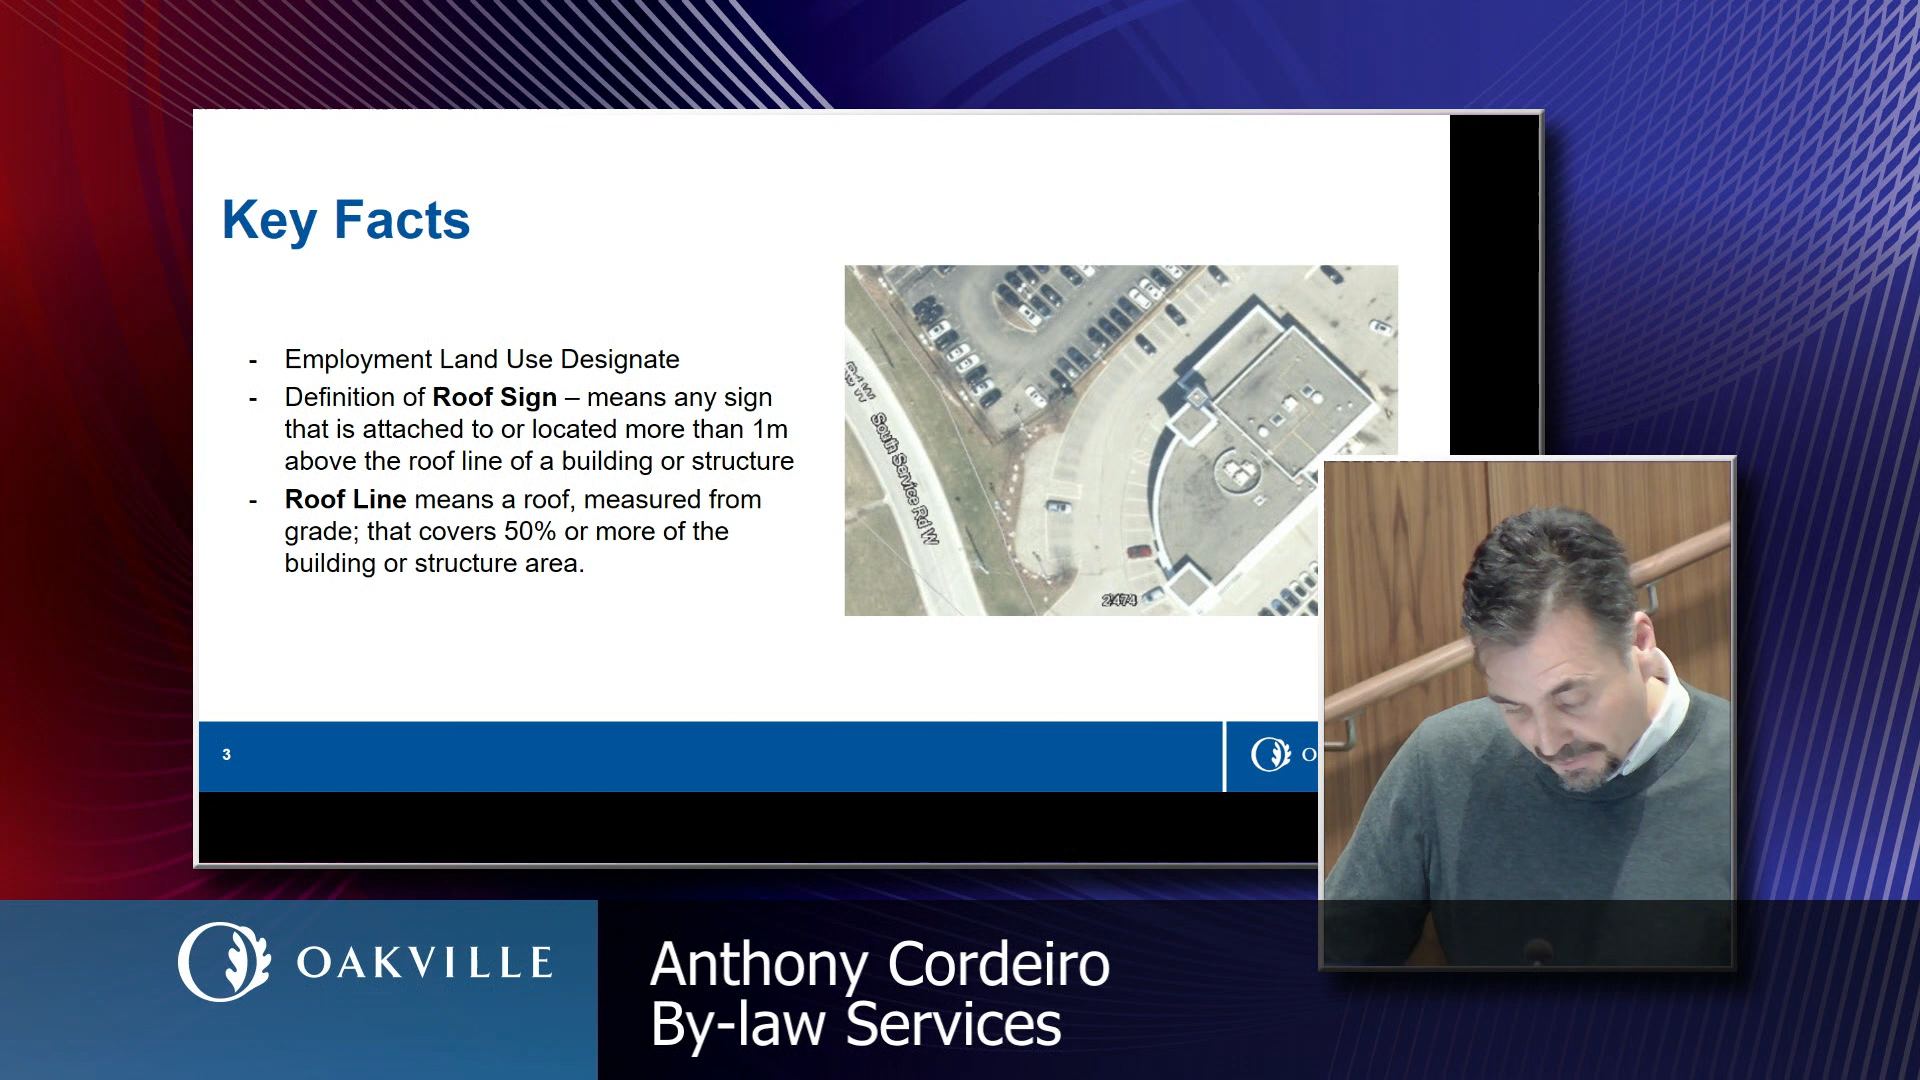 Key Facts
- Employment Land Use Designate
- Definition of Roof Sign – means any sign
that is attached to or located more than 1m
above the roof line of a building or structure
- Roof Line means a roof, measured from
grade; that covers 50% or more of the
building or structure area.
Rd W
South Service Rd W
2474
3
OAKVILLE
Anthony Cordeiro
By-law Services